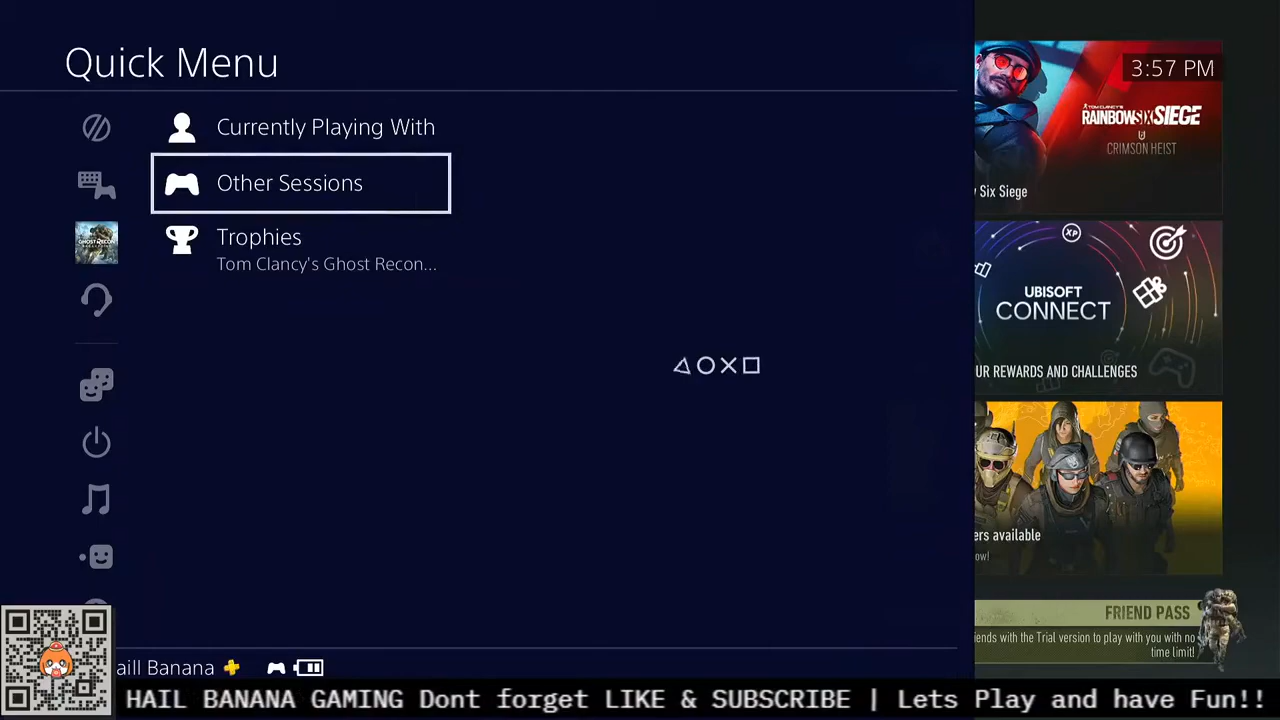 Quick Menu
3:57 PM
Currently Playing With
Other Sessions
Trophies
Tom Clancy's Ghost Recon...
GHOST RECON
TOM CLANCY'S
RAINBOW SIX SIEGE
CRIMSON HEIST
Six Siege
XP
UBISOFT
CONNECT
UR REWARDS AND CHALLENGES
ers available
ow!
FRIEND PASS
iends with the Trial version to play with you with no
time limit!
aill Banana
HAIL BANANA GAMING Dont forget LIKE & SUBSCRIBE | Lets Play and have Fun!!